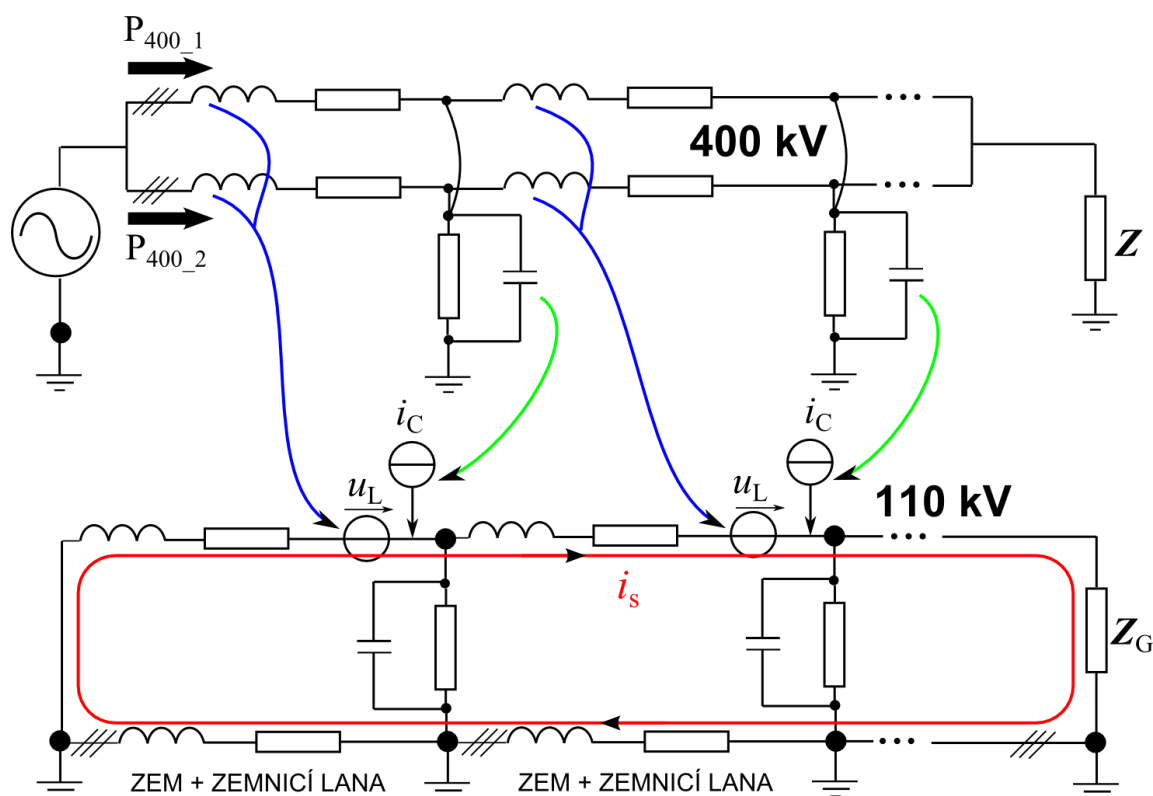 P400_1
400 kV
P400_2
Z
iC
iC
uL
uL
110 kV
is
ZG
ZEM + ZEMNICÍ LANA
ZEM + ZEMNICÍ LANA